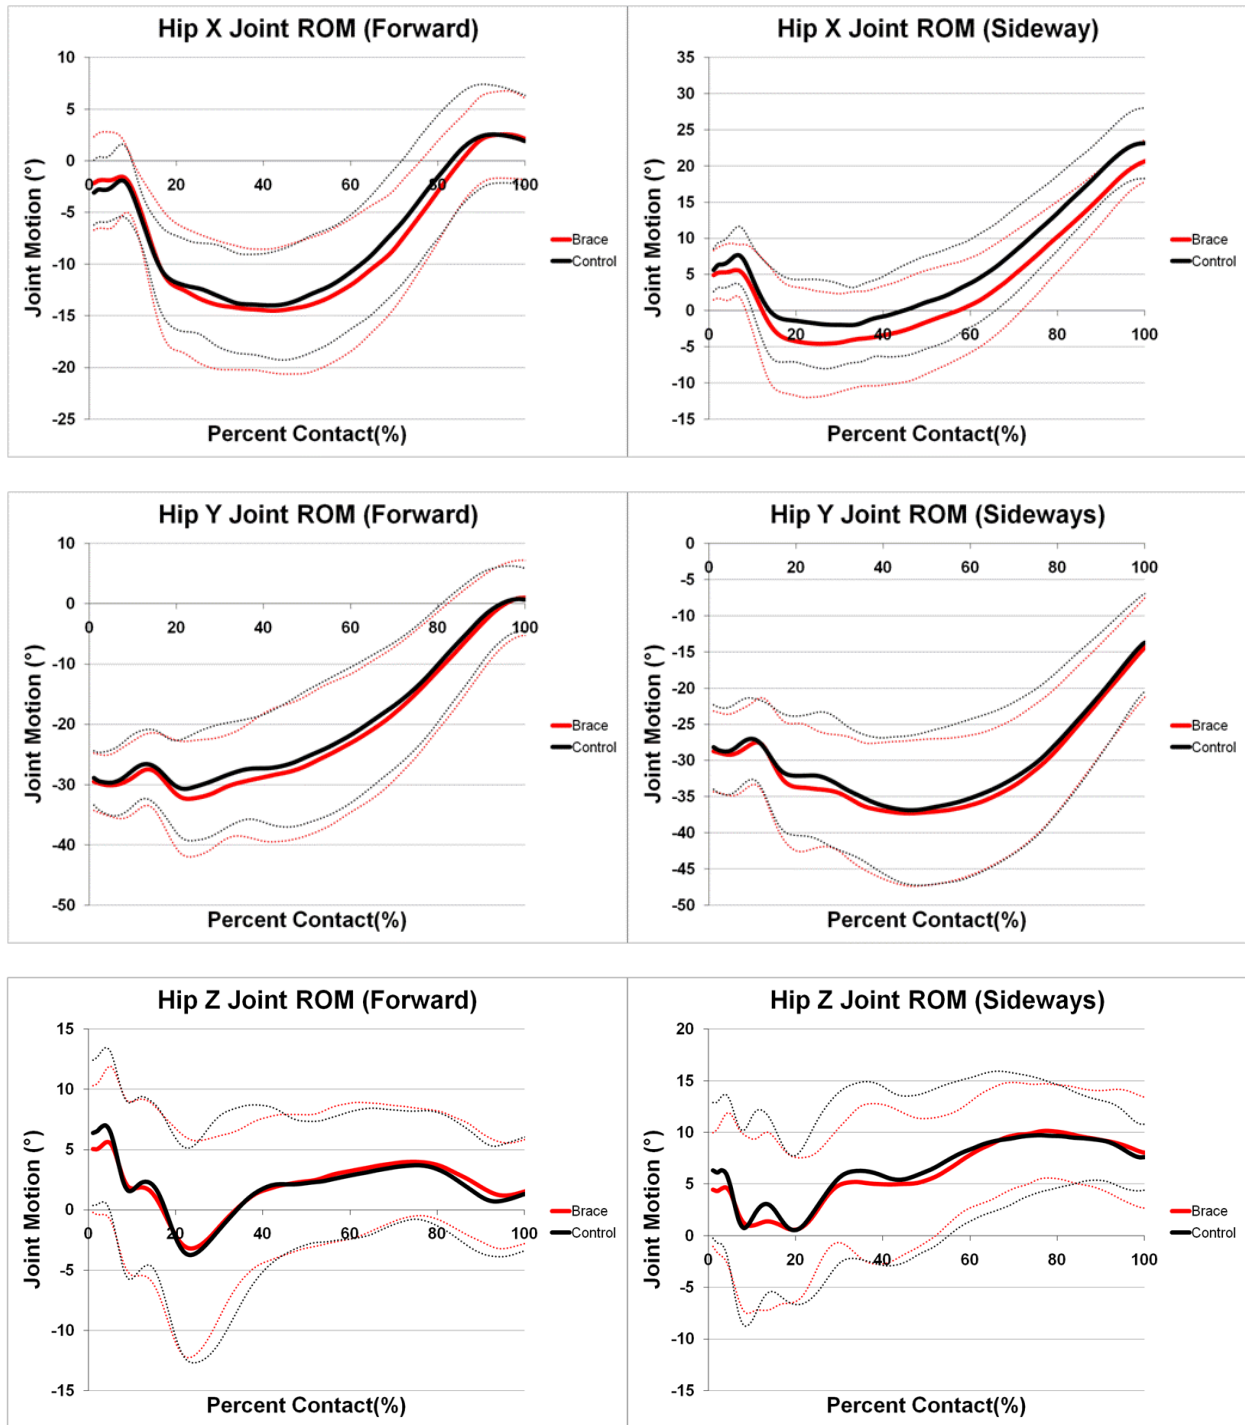 Hip X Joint ROM (Forward)
10
5
0
-5
-10
-15
-20
-25
0
20
40
60
80
100
Joint Motion (°)
Percent Contact(%)
Brace
Control
Hip X Joint ROM (Sideway)
35
30
25
20
15
10
5
0
-5
-10
-15
0
20
40
60
80
100
Joint Motion (°)
Percent Contact(%)
Brace
Control
Hip Y Joint ROM (Forward)
10
0
-10
-20
-30
-40
-50
0
20
40
60
80
100
Joint Motion (°)
Percent Contact(%)
Brace
Control
Hip Y Joint ROM (Sideways)
0
-5
-10
-15
-20
-25
-30
-35
-40
-45
-50
0
20
40
60
80
100
Joint Motion (°)
Percent Contact(%)
Brace
Control
Hip Z Joint ROM (Forward)
15
10
5
0
-5
-10
-15
0
20
40
60
80
100
Joint Motion (°)
Percent Contact(%)
Brace
Control
Hip Z Joint ROM (Sideways)
20
15
10
5
0
-5
-10
-15
0
20
40
60
80
100
Joint Motion (°)
Percent Contact(%)
Brace
Control